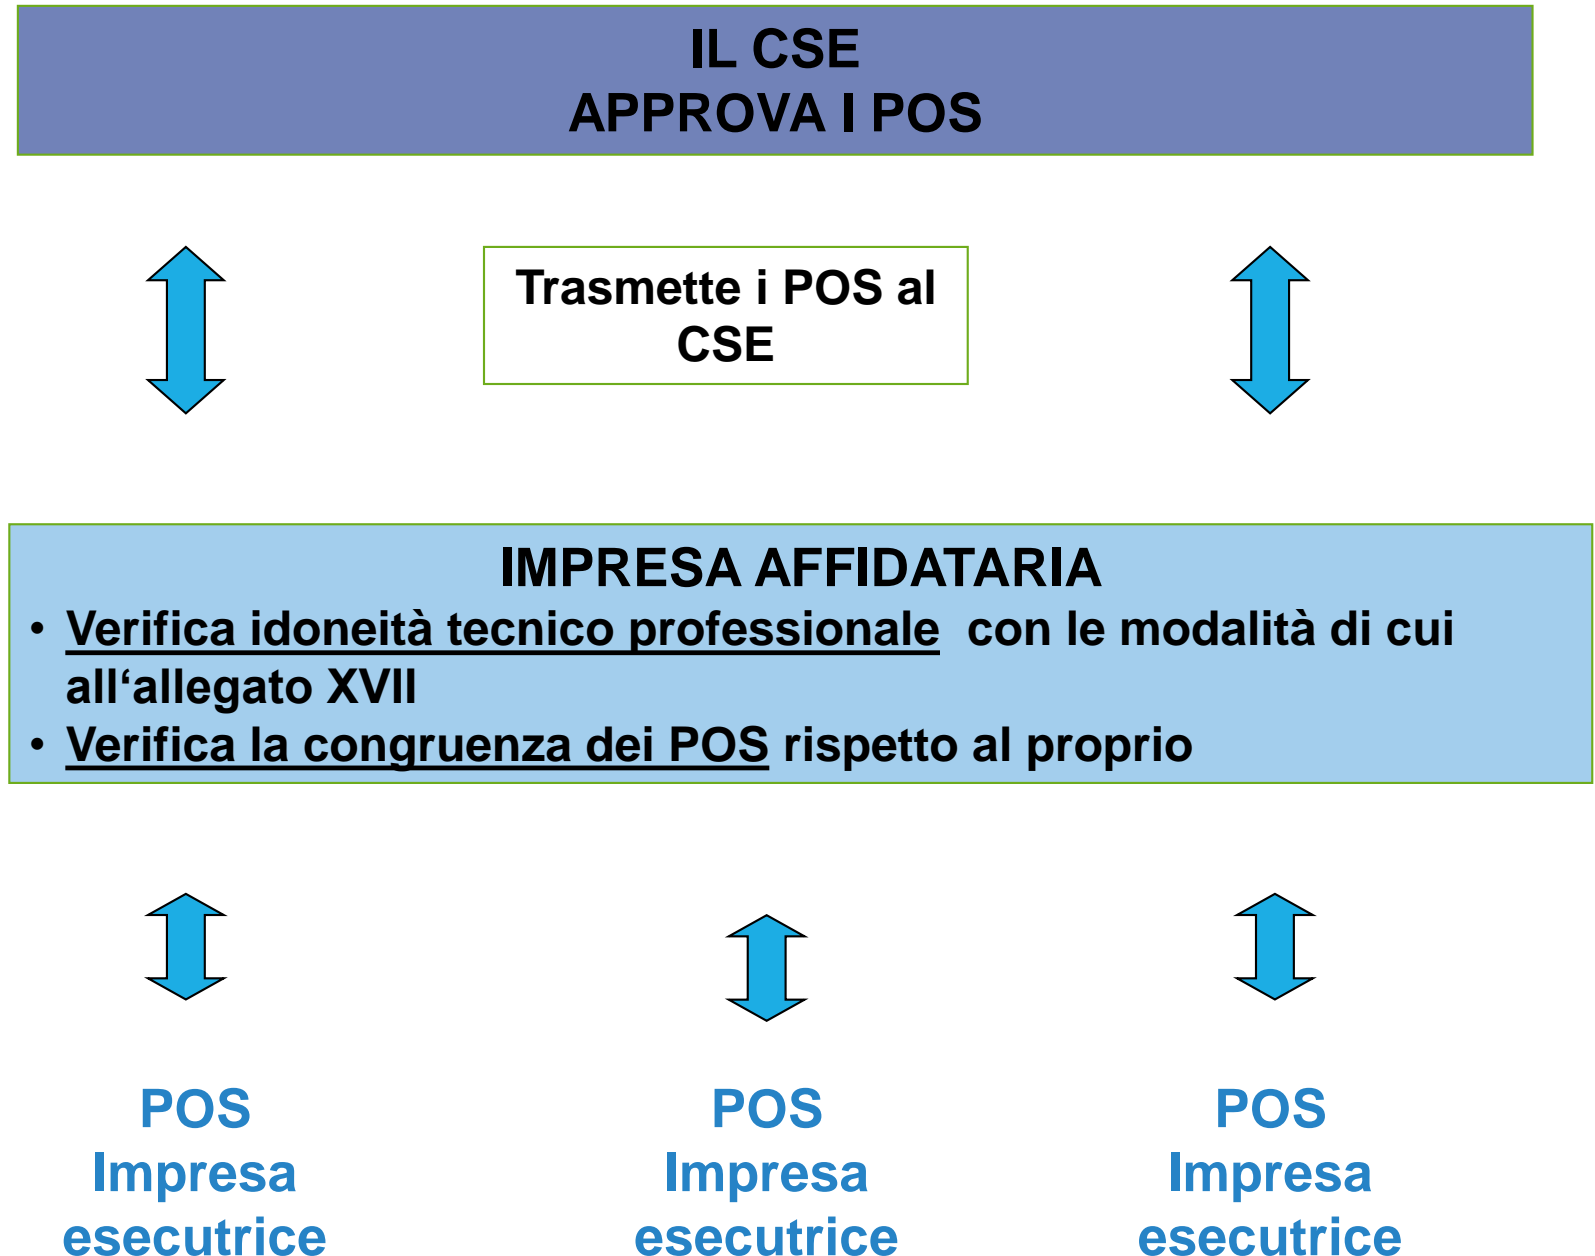 IL CSE
APPROVA I POS
Trasmette i POS al
CSE
IMPRESA AFFIDATARIA
• Verifica idoneità tecnico professionale con le modalità di cui
all‘allegato XVII
• Verifica la congruenza dei POS rispetto al proprio
POS
Impresa
esecutrice
POS
Impresa
esecutrice
POS
Impresa
esecutrice